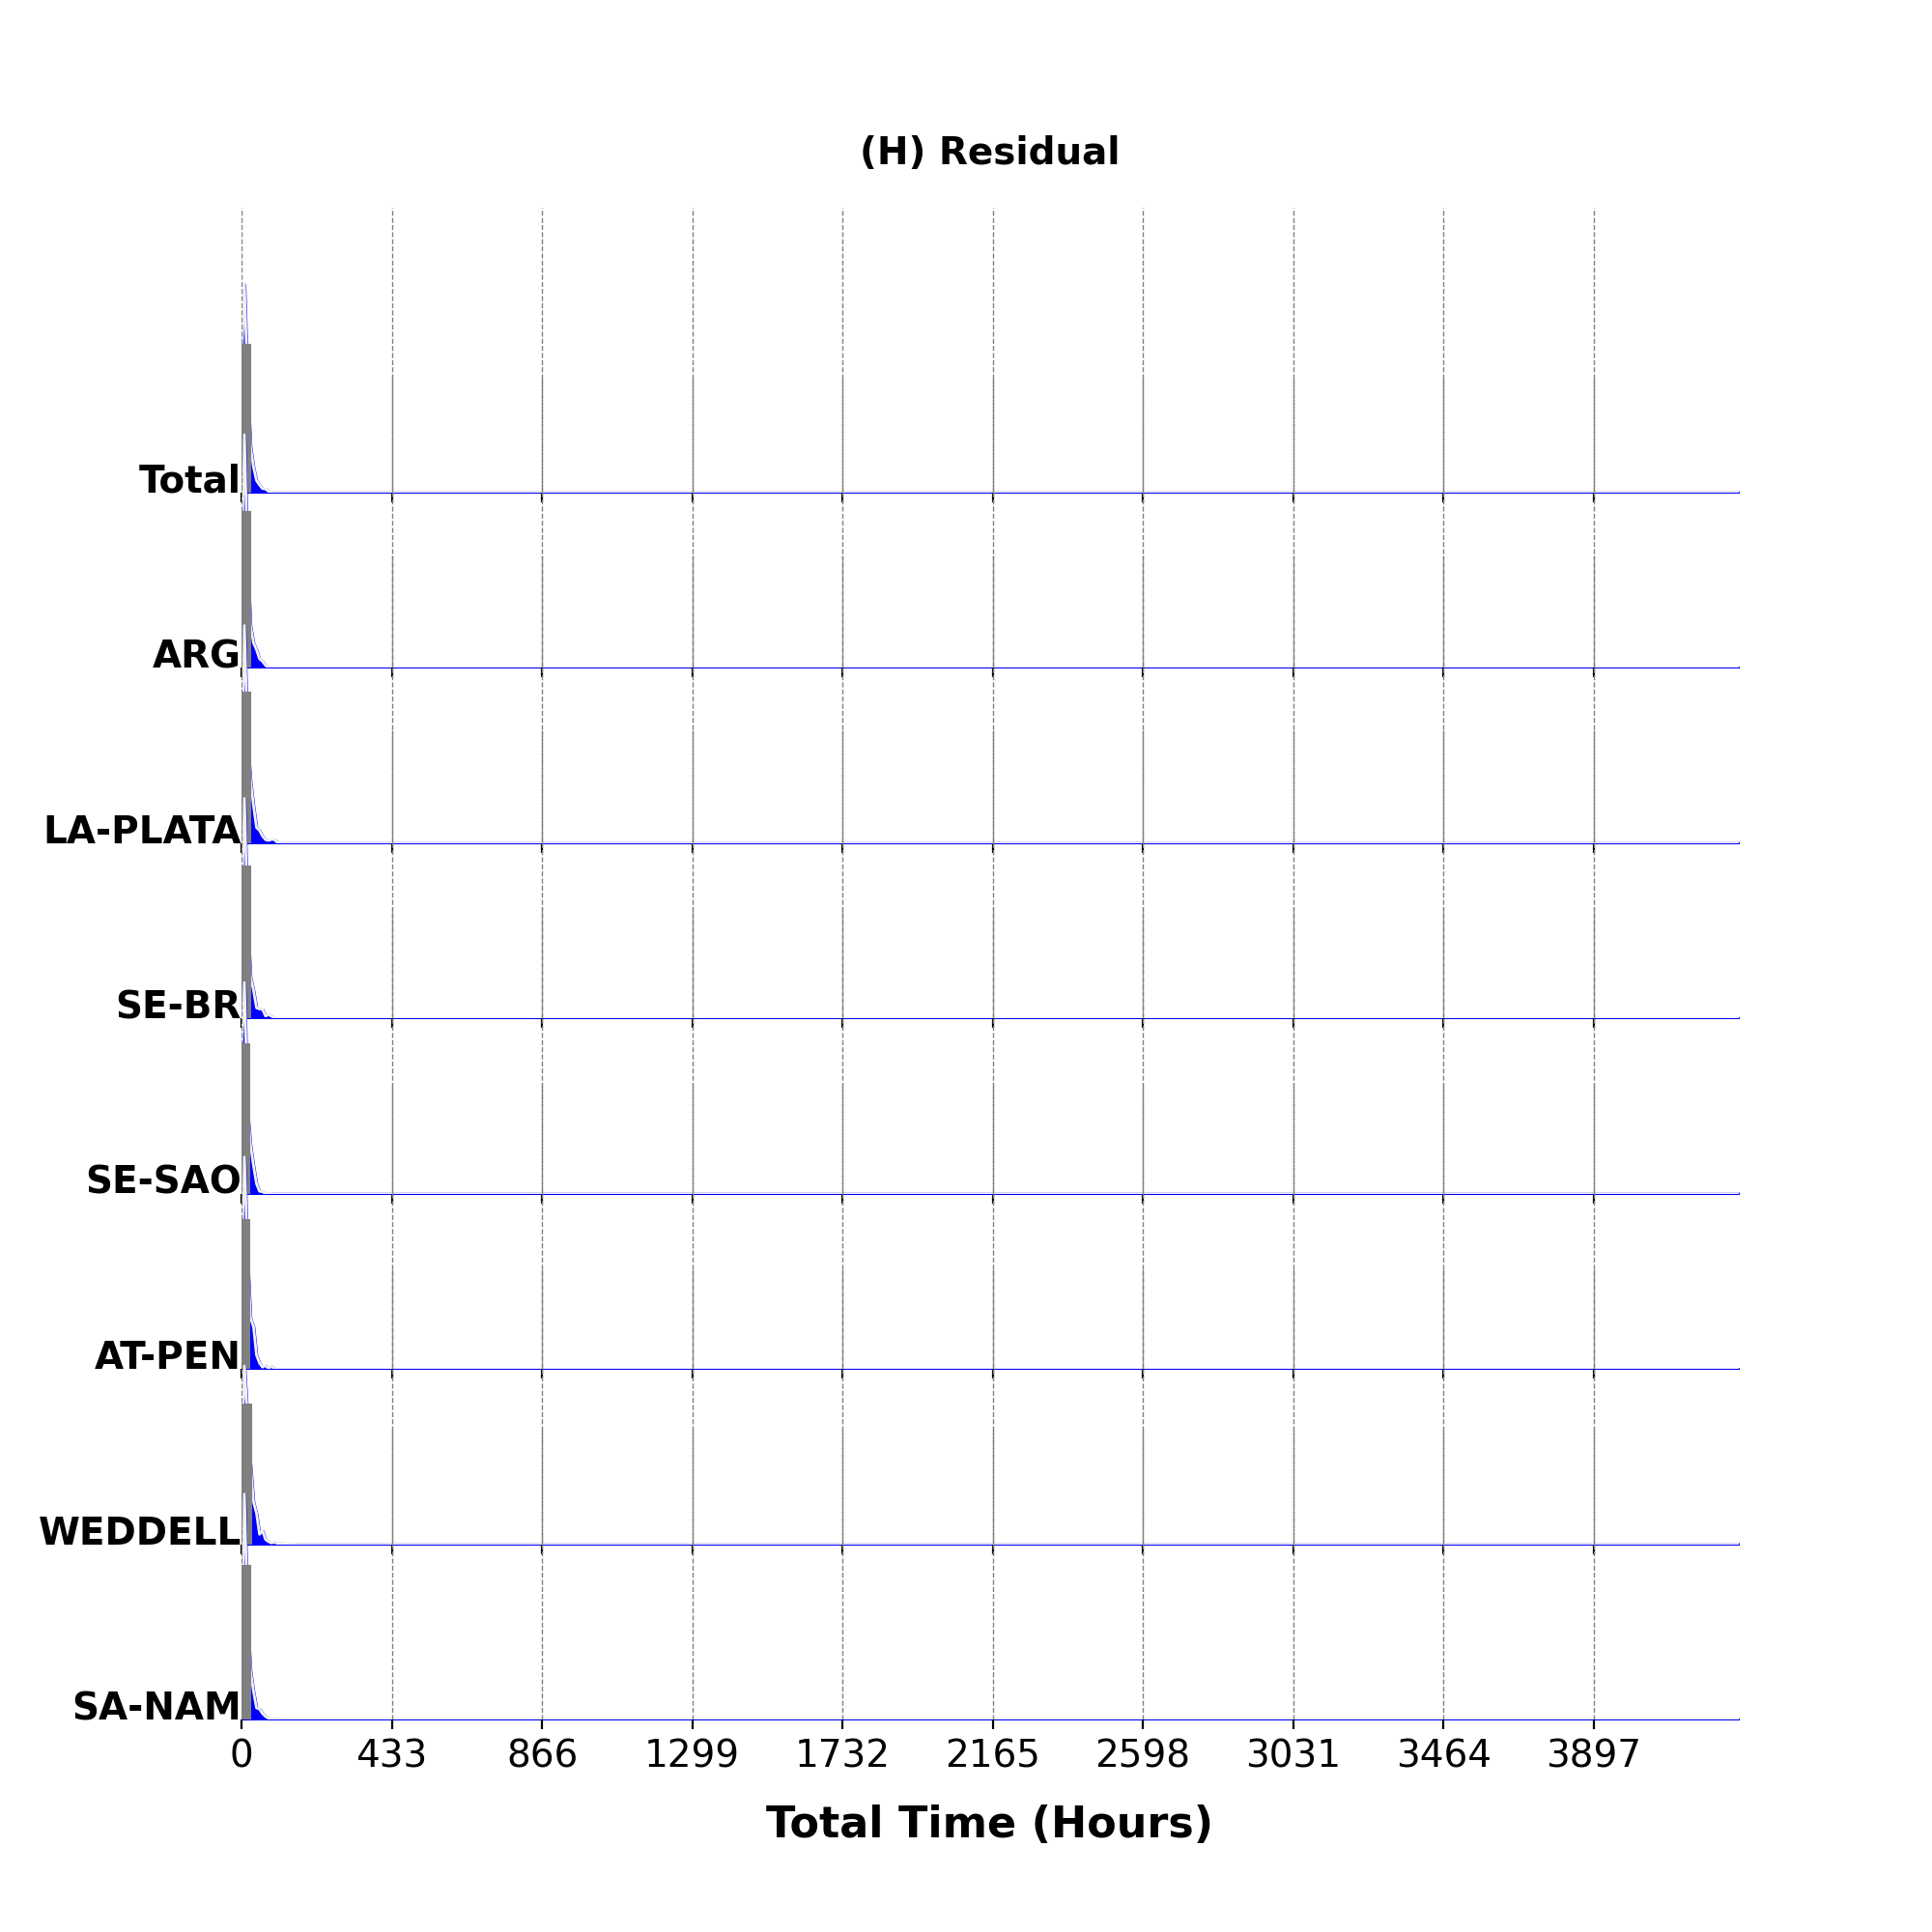 (H) Residual
Total
ARG
LA-PLATA
SE-BR
SE-SAO
AT-PEN
WEDDELL
SA-NAM
0 433 866 1299 1732 2165 2598 3031 3464 3897
Total Time (Hours)